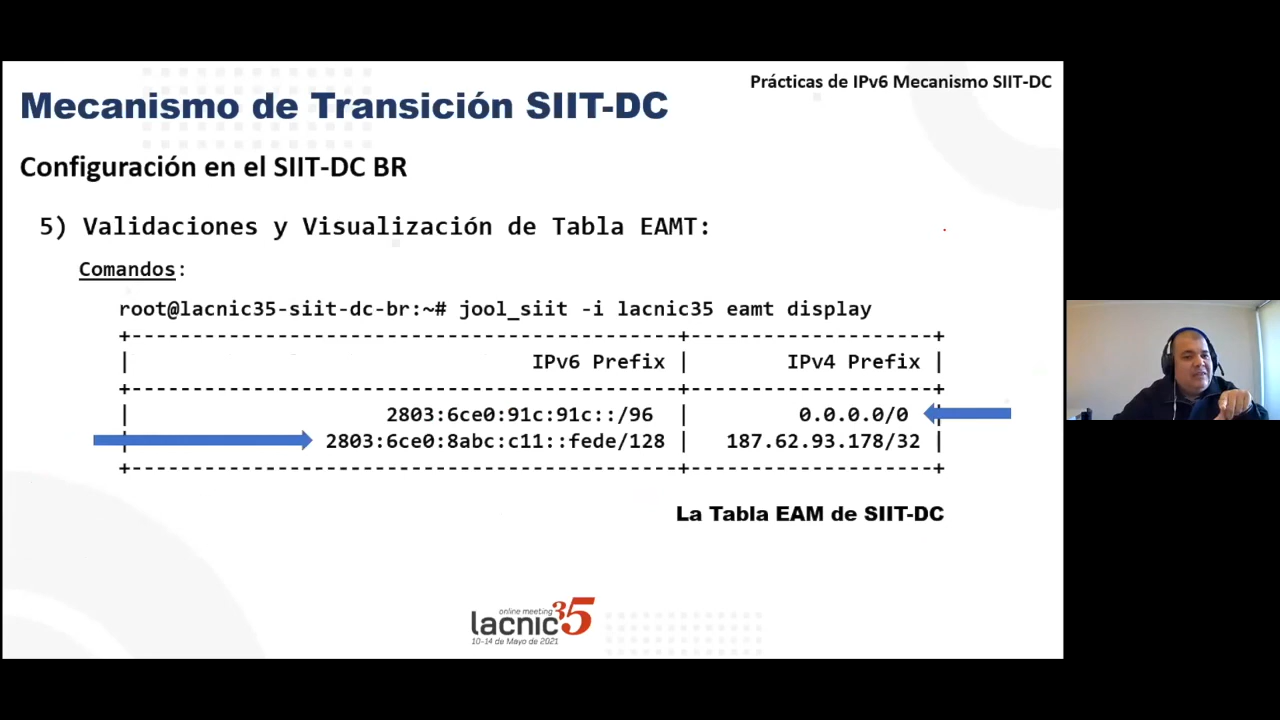 Prácticas de IPv6 Mecanismo SIIT-DC
Mecanismo de Transición SIIT-DC
Configuración en el SIIT-DC BR
5) Validaciones y Visualización de Tabla EAMT:
Comandos:
root@lacnic35-siit-dc-br:~# jool_siit -i lacnic35 eamt display
+------------------------------------+----------------+
| IPv6 Prefix | IPv4 Prefix |
+------------------------------------+----------------+
| 2803:6ce0:91c:91c::/96 | 0.0.0.0/0 |
| 2803:6ce0:8abc:c11::fede/128 | 187.62.93.178/32 |
+------------------------------------+----------------+
La Tabla EAM de SIIT-DC
online meeting
lacnic35
10-14 de Mayo de 2021